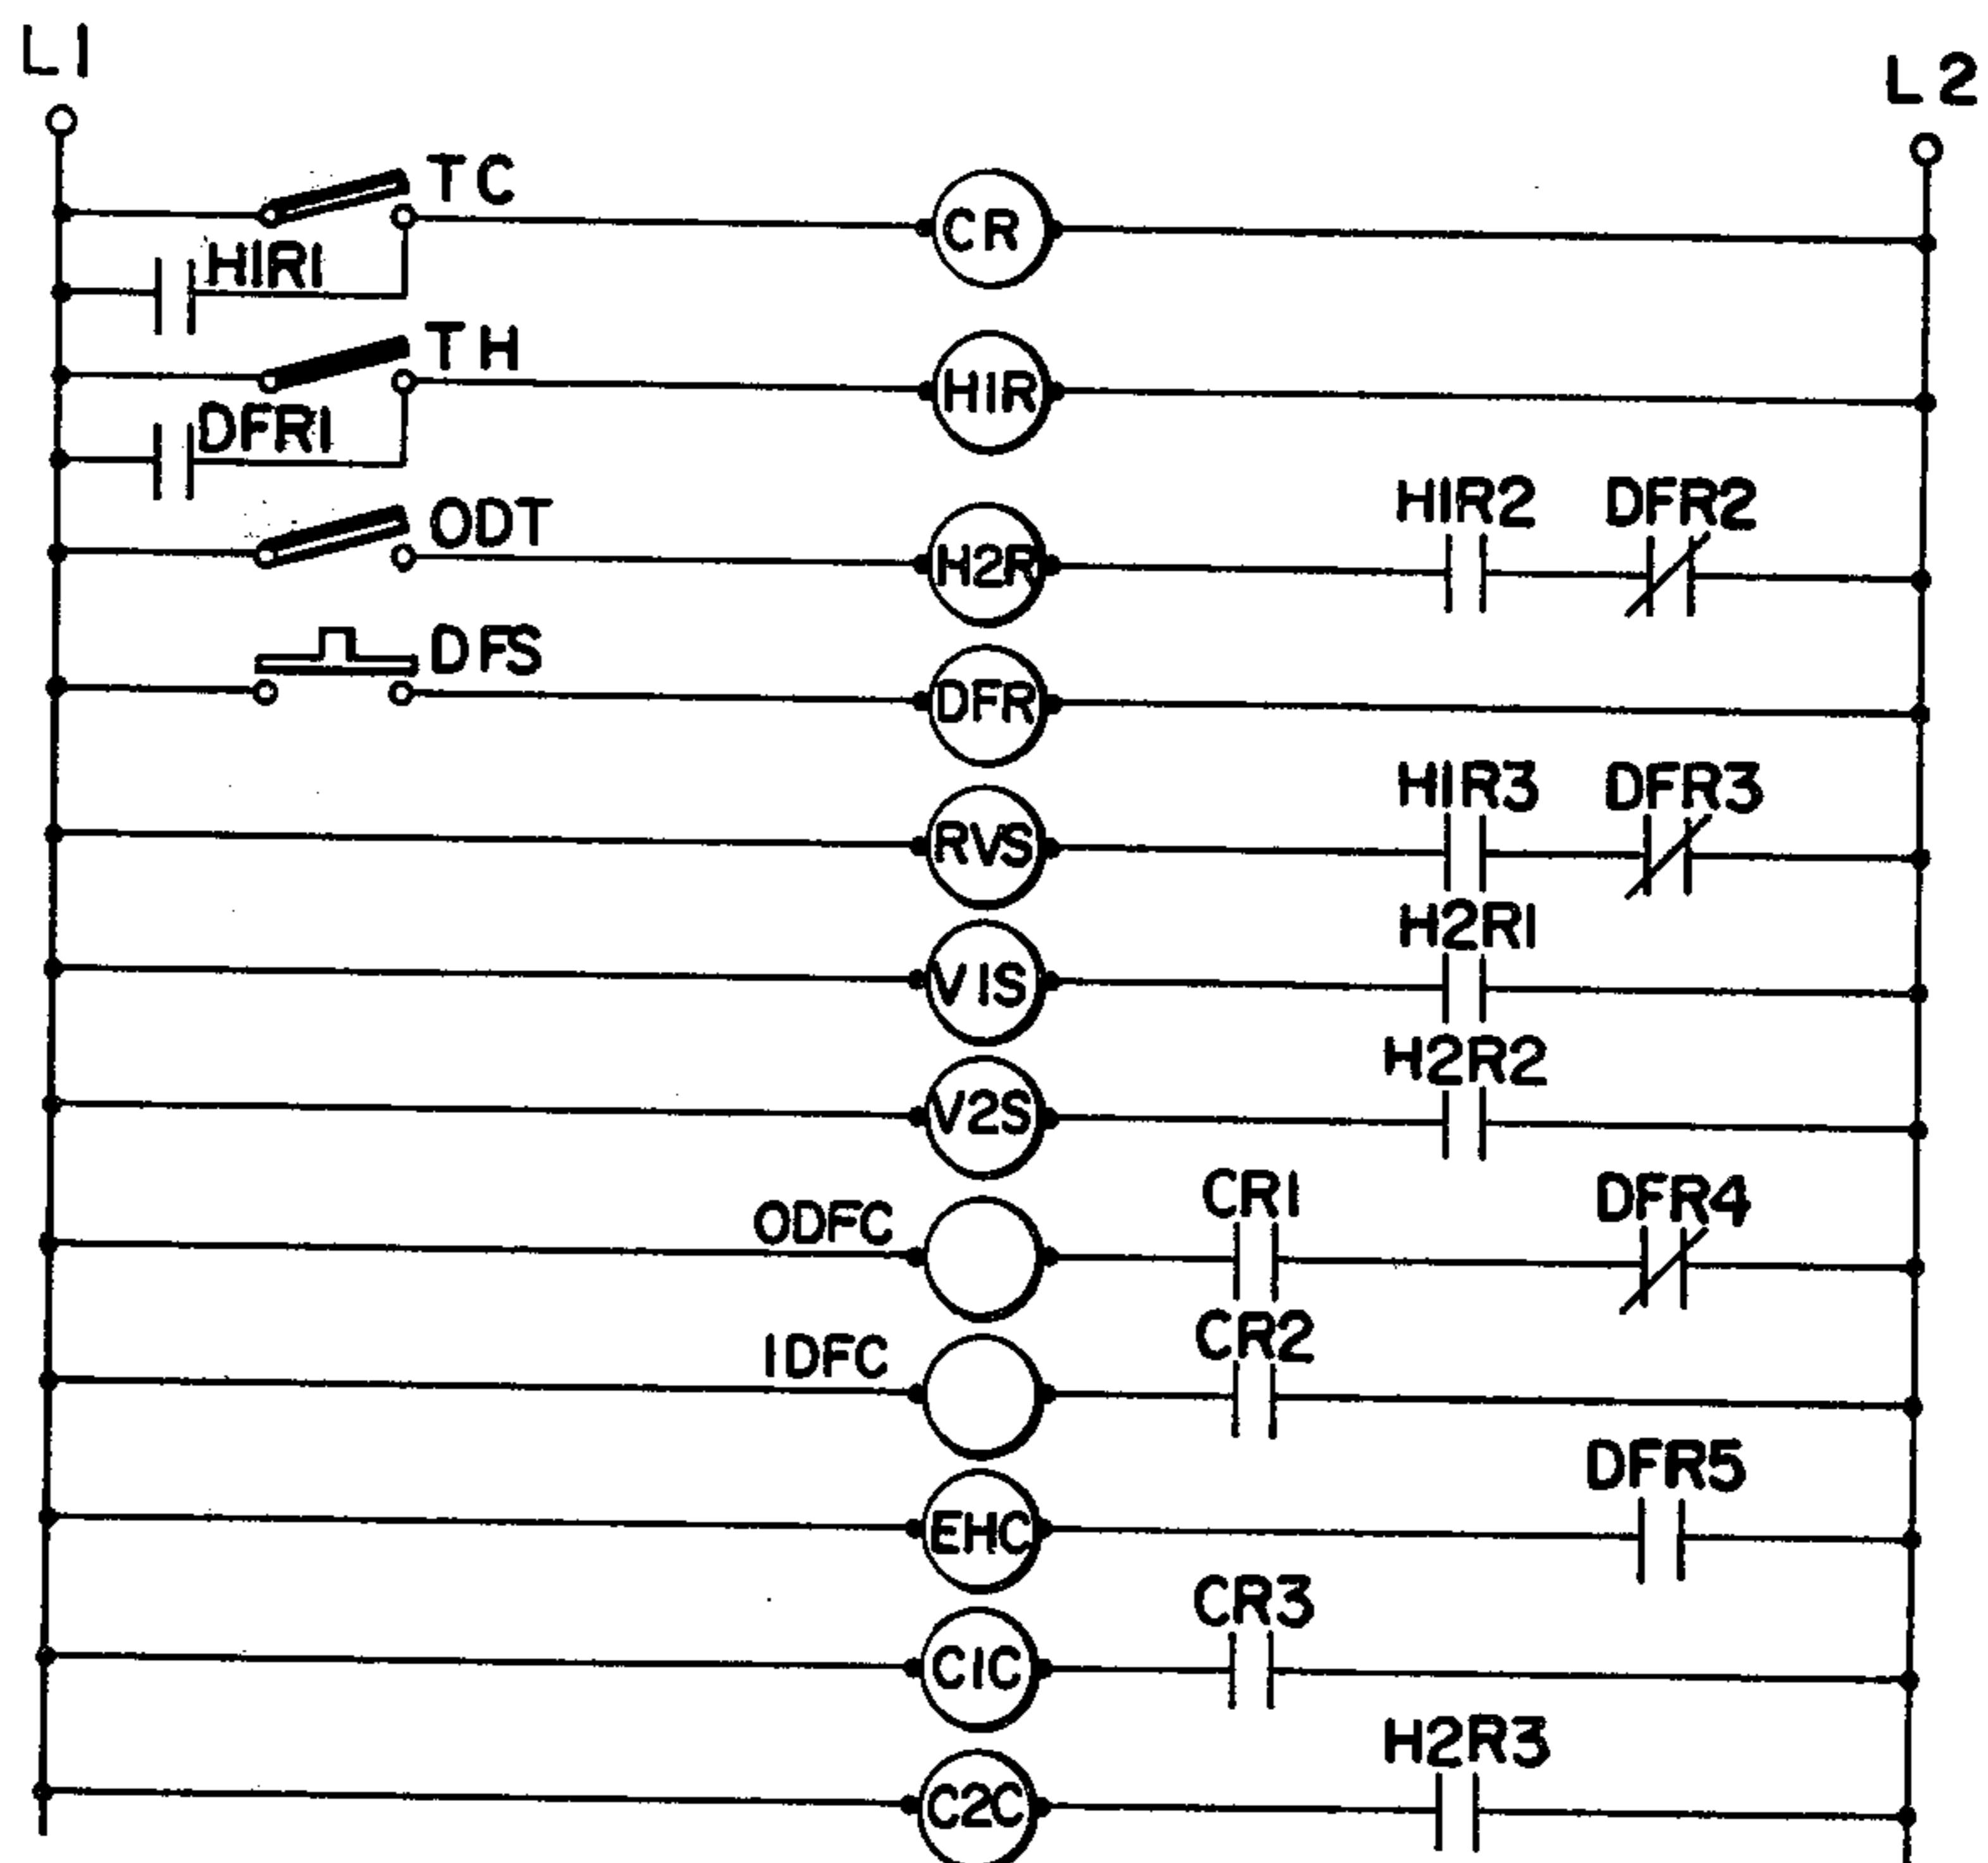 L1
L2
TC
CR
H1R1
TH
H1R
DFR1
ODT
H2R
H1R2
DFR2
DFS
DFR
RVS
H1R3
DFR3
V1S
H2R1
V2S
H2R2
ODFC
CR1
DFR4
IDFC
CR2
EHC
DFR5
C1C
CR3
C2C
H2R3